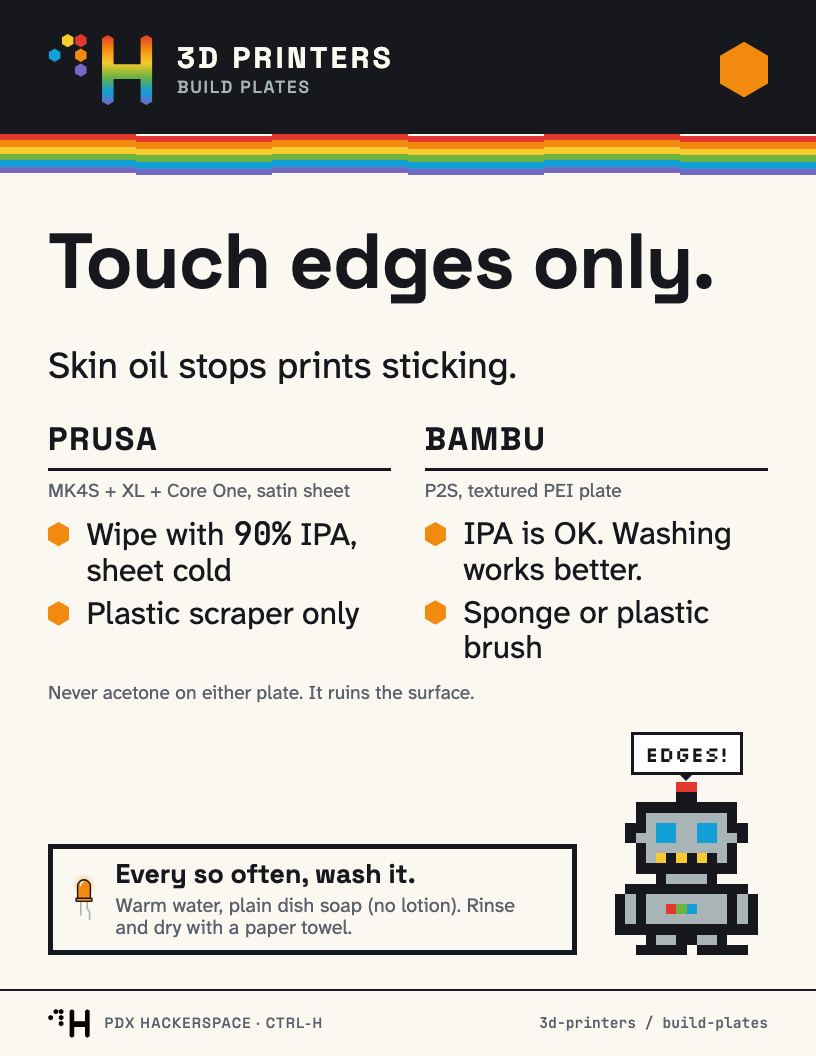 3D PRINTERS
BUILD PLATES
Touch edges only.
Skin oil stops prints sticking.
PRUSA
MK4S + XL + Core One, satin sheet
Wipe with 90% IPA,
sheet cold
Plastic scraper only
BAMBU
P2S, textured PEI plate
IPA is OK. Washing
works better.
Sponge or plastic
brush
Never acetone on either plate. It ruins the surface.
EDGES!
Every so often, wash it.
Warm water, plain dish soap (no lotion). Rinse
and dry with a paper towel.
PDX HACKERSPACE · CTRL-H
3d-printers / build-plates